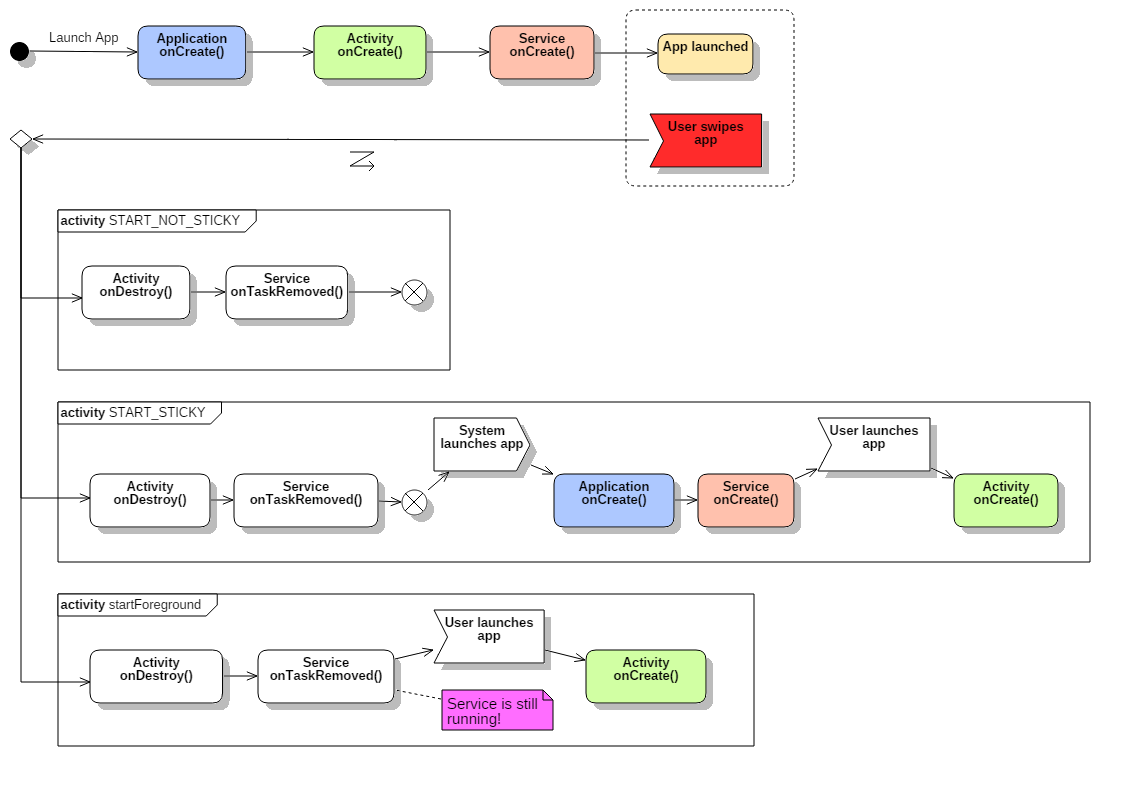 Launch App
Application
onCreate()
Activity
onCreate()
Service
onCreate()
App launched
User swipes
app
activity START_NOT_STICKY
Activity
onDestroy()
Service
onTaskRemoved()
activity START_STICKY
Activity
onDestroy()
Service
onTaskRemoved()
System
launches app
Application
onCreate()
Service
onCreate()
User launches
app
Activity
onCreate()
activity startForeground
Activity
onDestroy()
Service
onTaskRemoved()
User launches
app
Service is still
running!
Activity
onCreate()